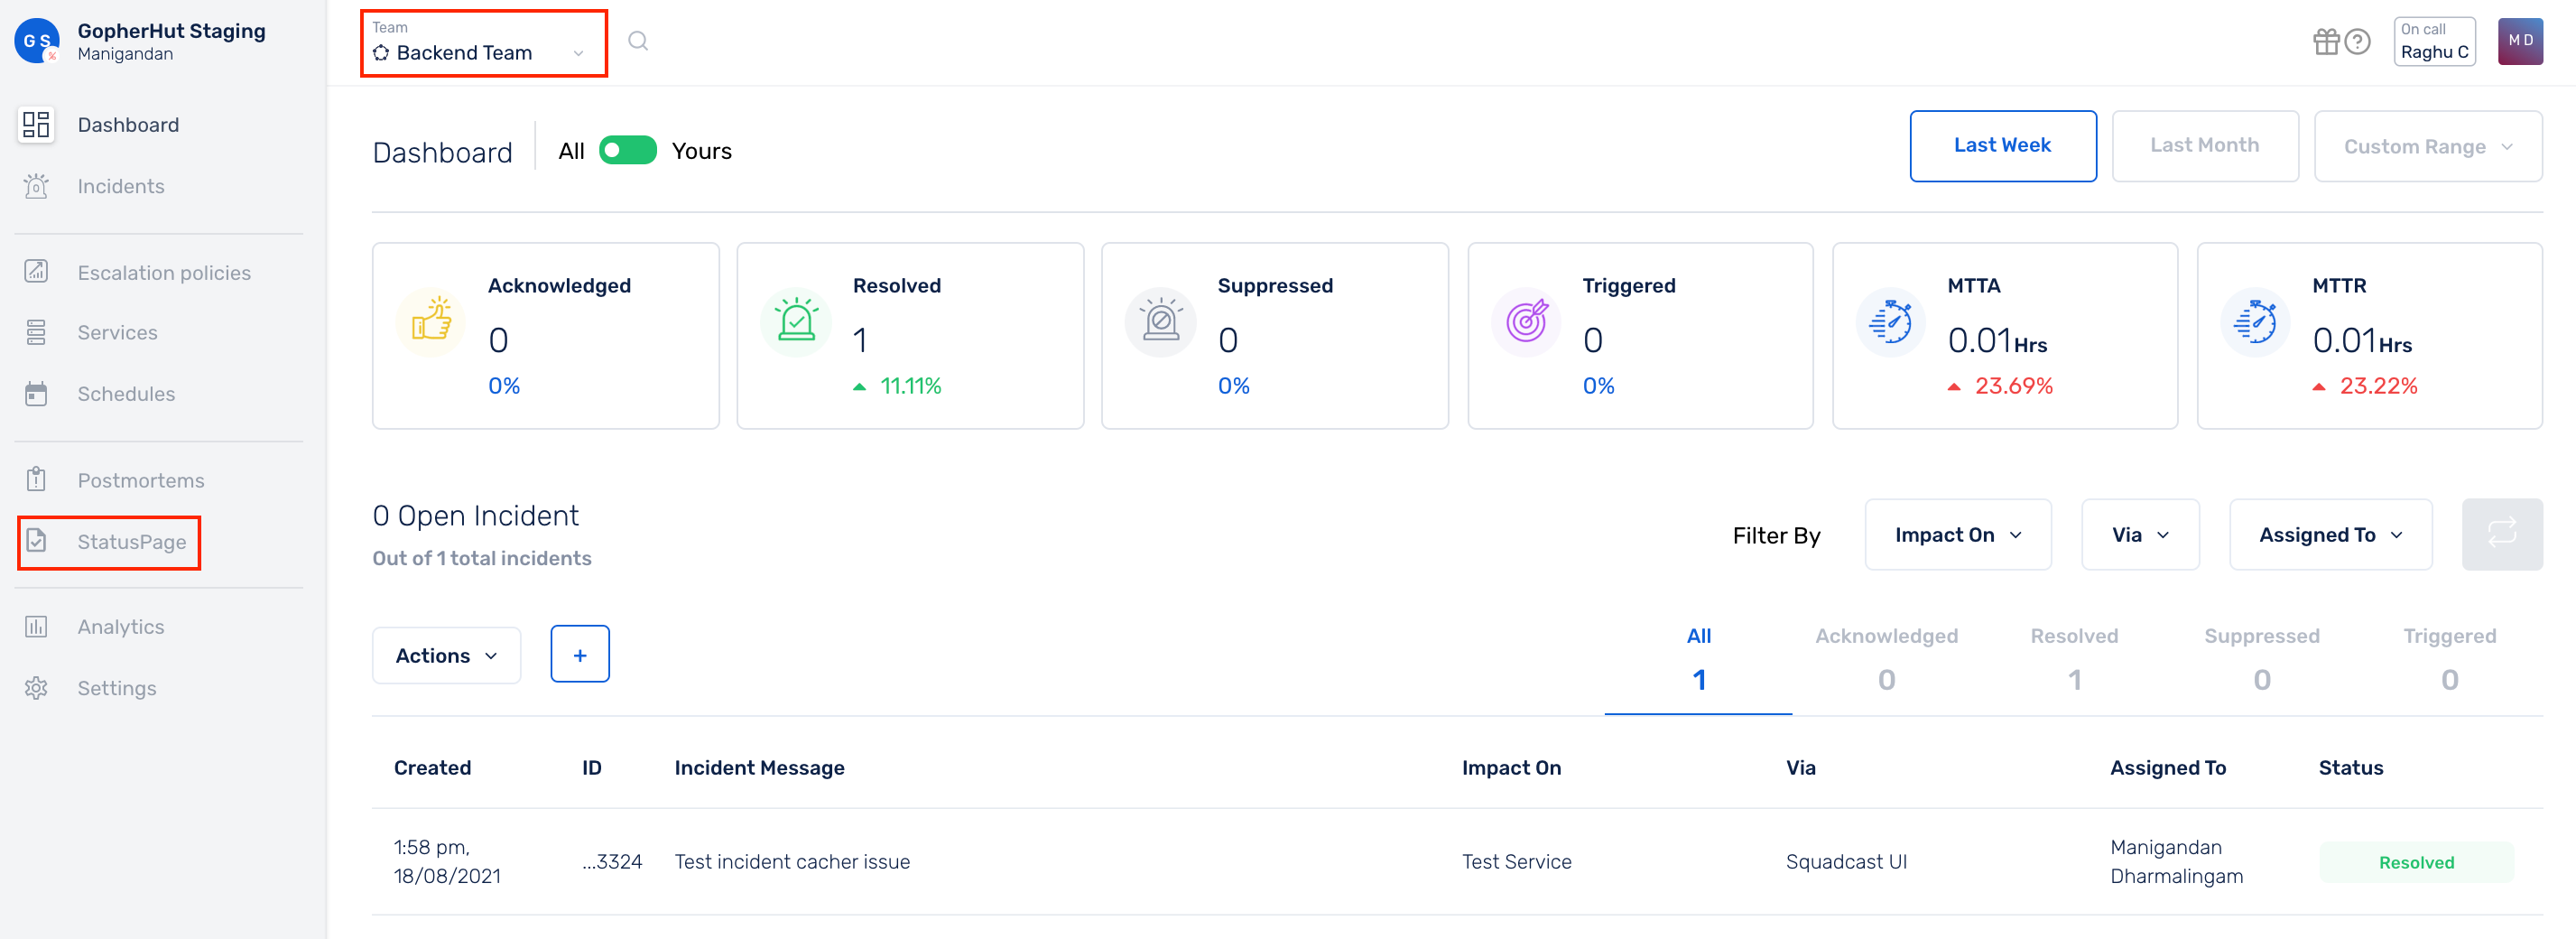 G S
GopherHut Staging
Manigandan
Dashboard
Incidents
Escalation policies
Services
Schedules
Postmortems
StatusPage
Analytics
Settings
Team
Backend Team
On call
Raghu C
M D
Dashboard
All
Yours
Last Week
Last Month
Custom Range
Acknowledged
0
0%
Resolved
1
11.11%
Suppressed
0
0%
Triggered
0
0%
MTTA
0.01Hrs
23.69%
MTTR
0.01Hrs
23.22%
0 Open Incident
Out of 1 total incidents
Filter By
Impact On
Via
Assigned To
Actions
+
All
1
Acknowledged
0
Resolved
1
Suppressed
0
Triggered
0
Created
ID
Incident Message
Impact On
Via
Assigned To
Status
1:58 pm,
18/08/2021
...3324
Test incident cacher issue
Test Service
Squadcast UI
Manigandan
Dharmalingam
Resolved